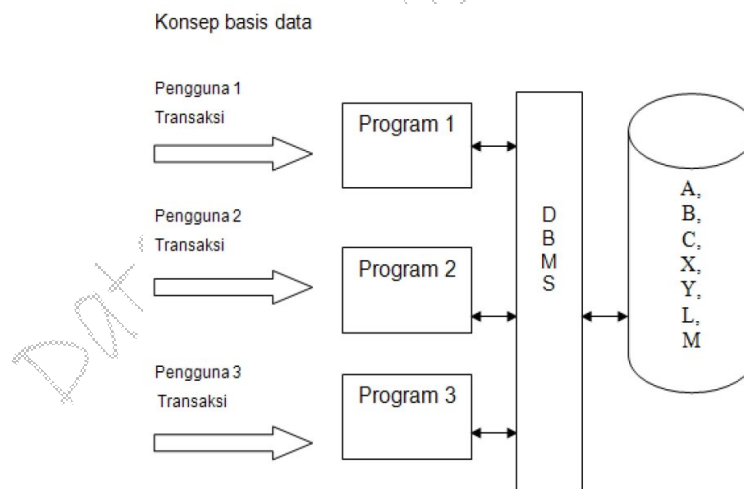 Konsep basis data
Pengguna 1
Transaksi
Program 1
Pengguna 2
Transaksi
Program 2
Pengguna 3
Transaksi
Program 3
D
B
M
S
A,
B,
C,
X,
Y,
L,
M